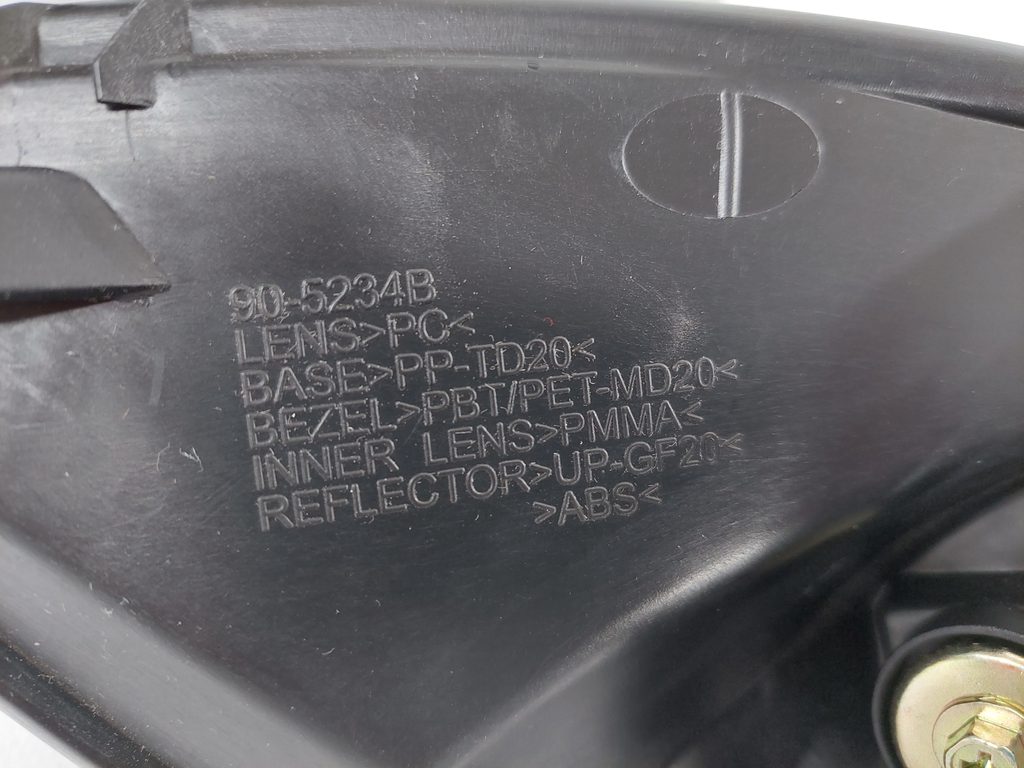 90-5234B
LENS>PC<
BASE>PP-TD20<
BEZEL>PBT/PET-MD20<
INNER LENS>PMMA<
REFLECTOR>UP-GF20<
>ABS<